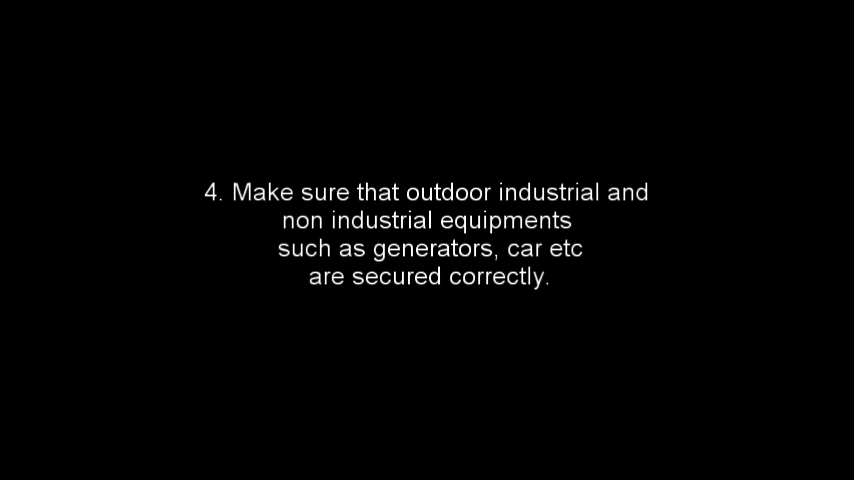 4. Make sure that outdoor industrial and
non industrial equipments
such as generators, car etc
are secured correctly.